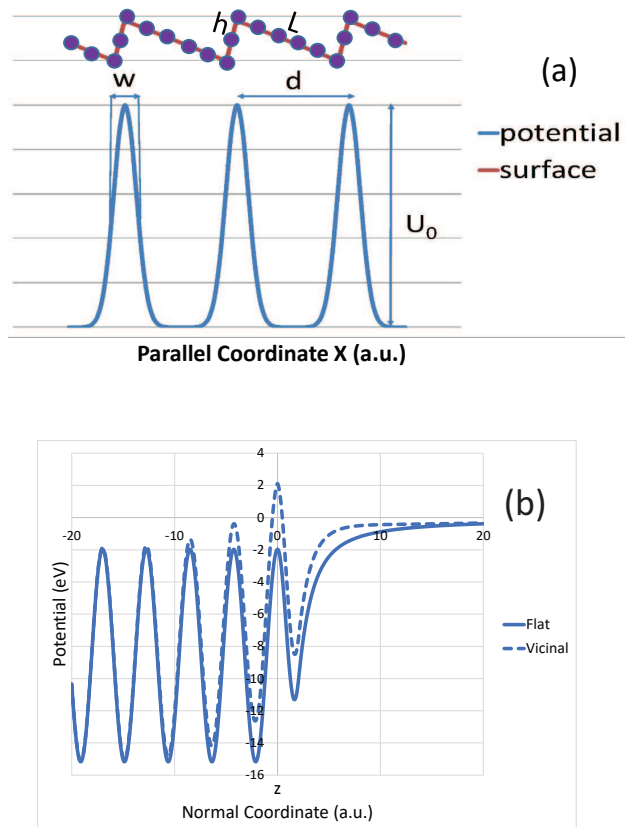 h
L
(a)
w
d
potential
surface
U0
Parallel Coordinate X (a.u.)
4
(b)
2
0
-20
-10
0
10
20
-2
-4
-6
-8
-10
-12
-14
-16
Potential (eV)
Flat
Vicinal
z
Normal Coordinate (a.u.)